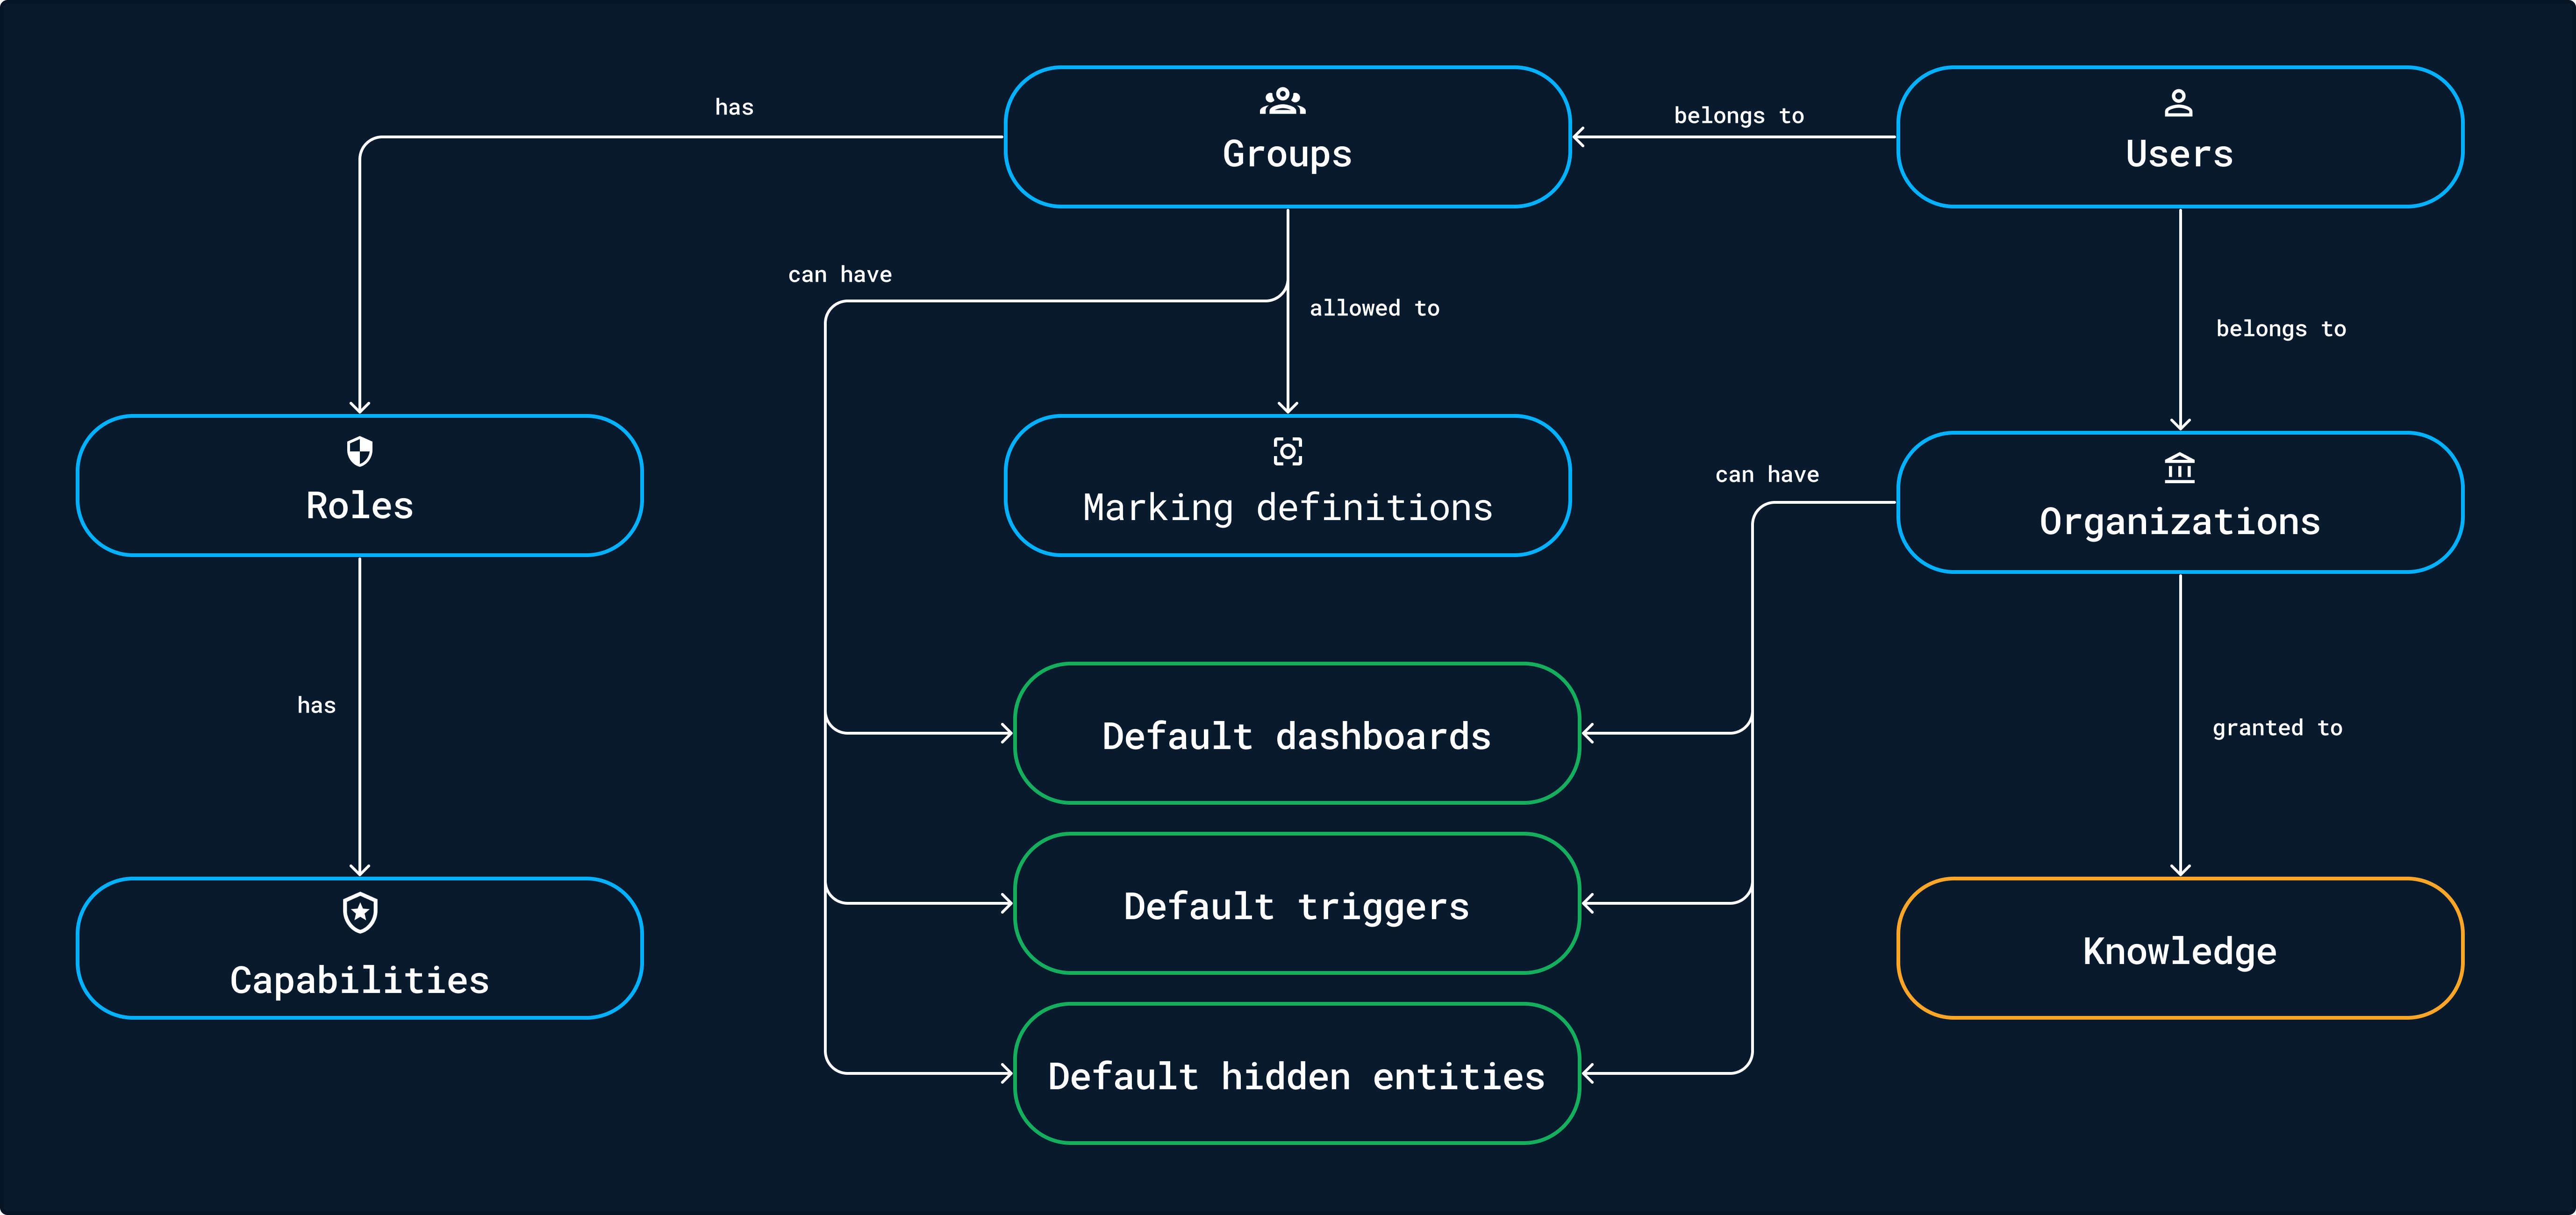 has
Groups
belongs to
Users
can have
allowed to
belongs to
Roles
Marking definitions
can have
Organizations
has
Default dashboards
granted to
Default triggers
Capabilities
Knowledge
Default hidden entities